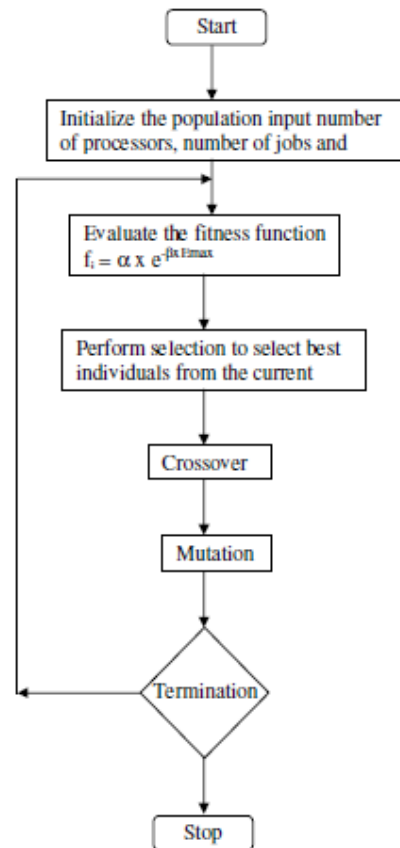 Start
Initialize the population input number
of processors, number of jobs and
Evaluate the fitness function
fᵢ = α x e^-βx Emax
Perform selection to select best
individuals from the current
Crossover
Mutation
Termination
Stop